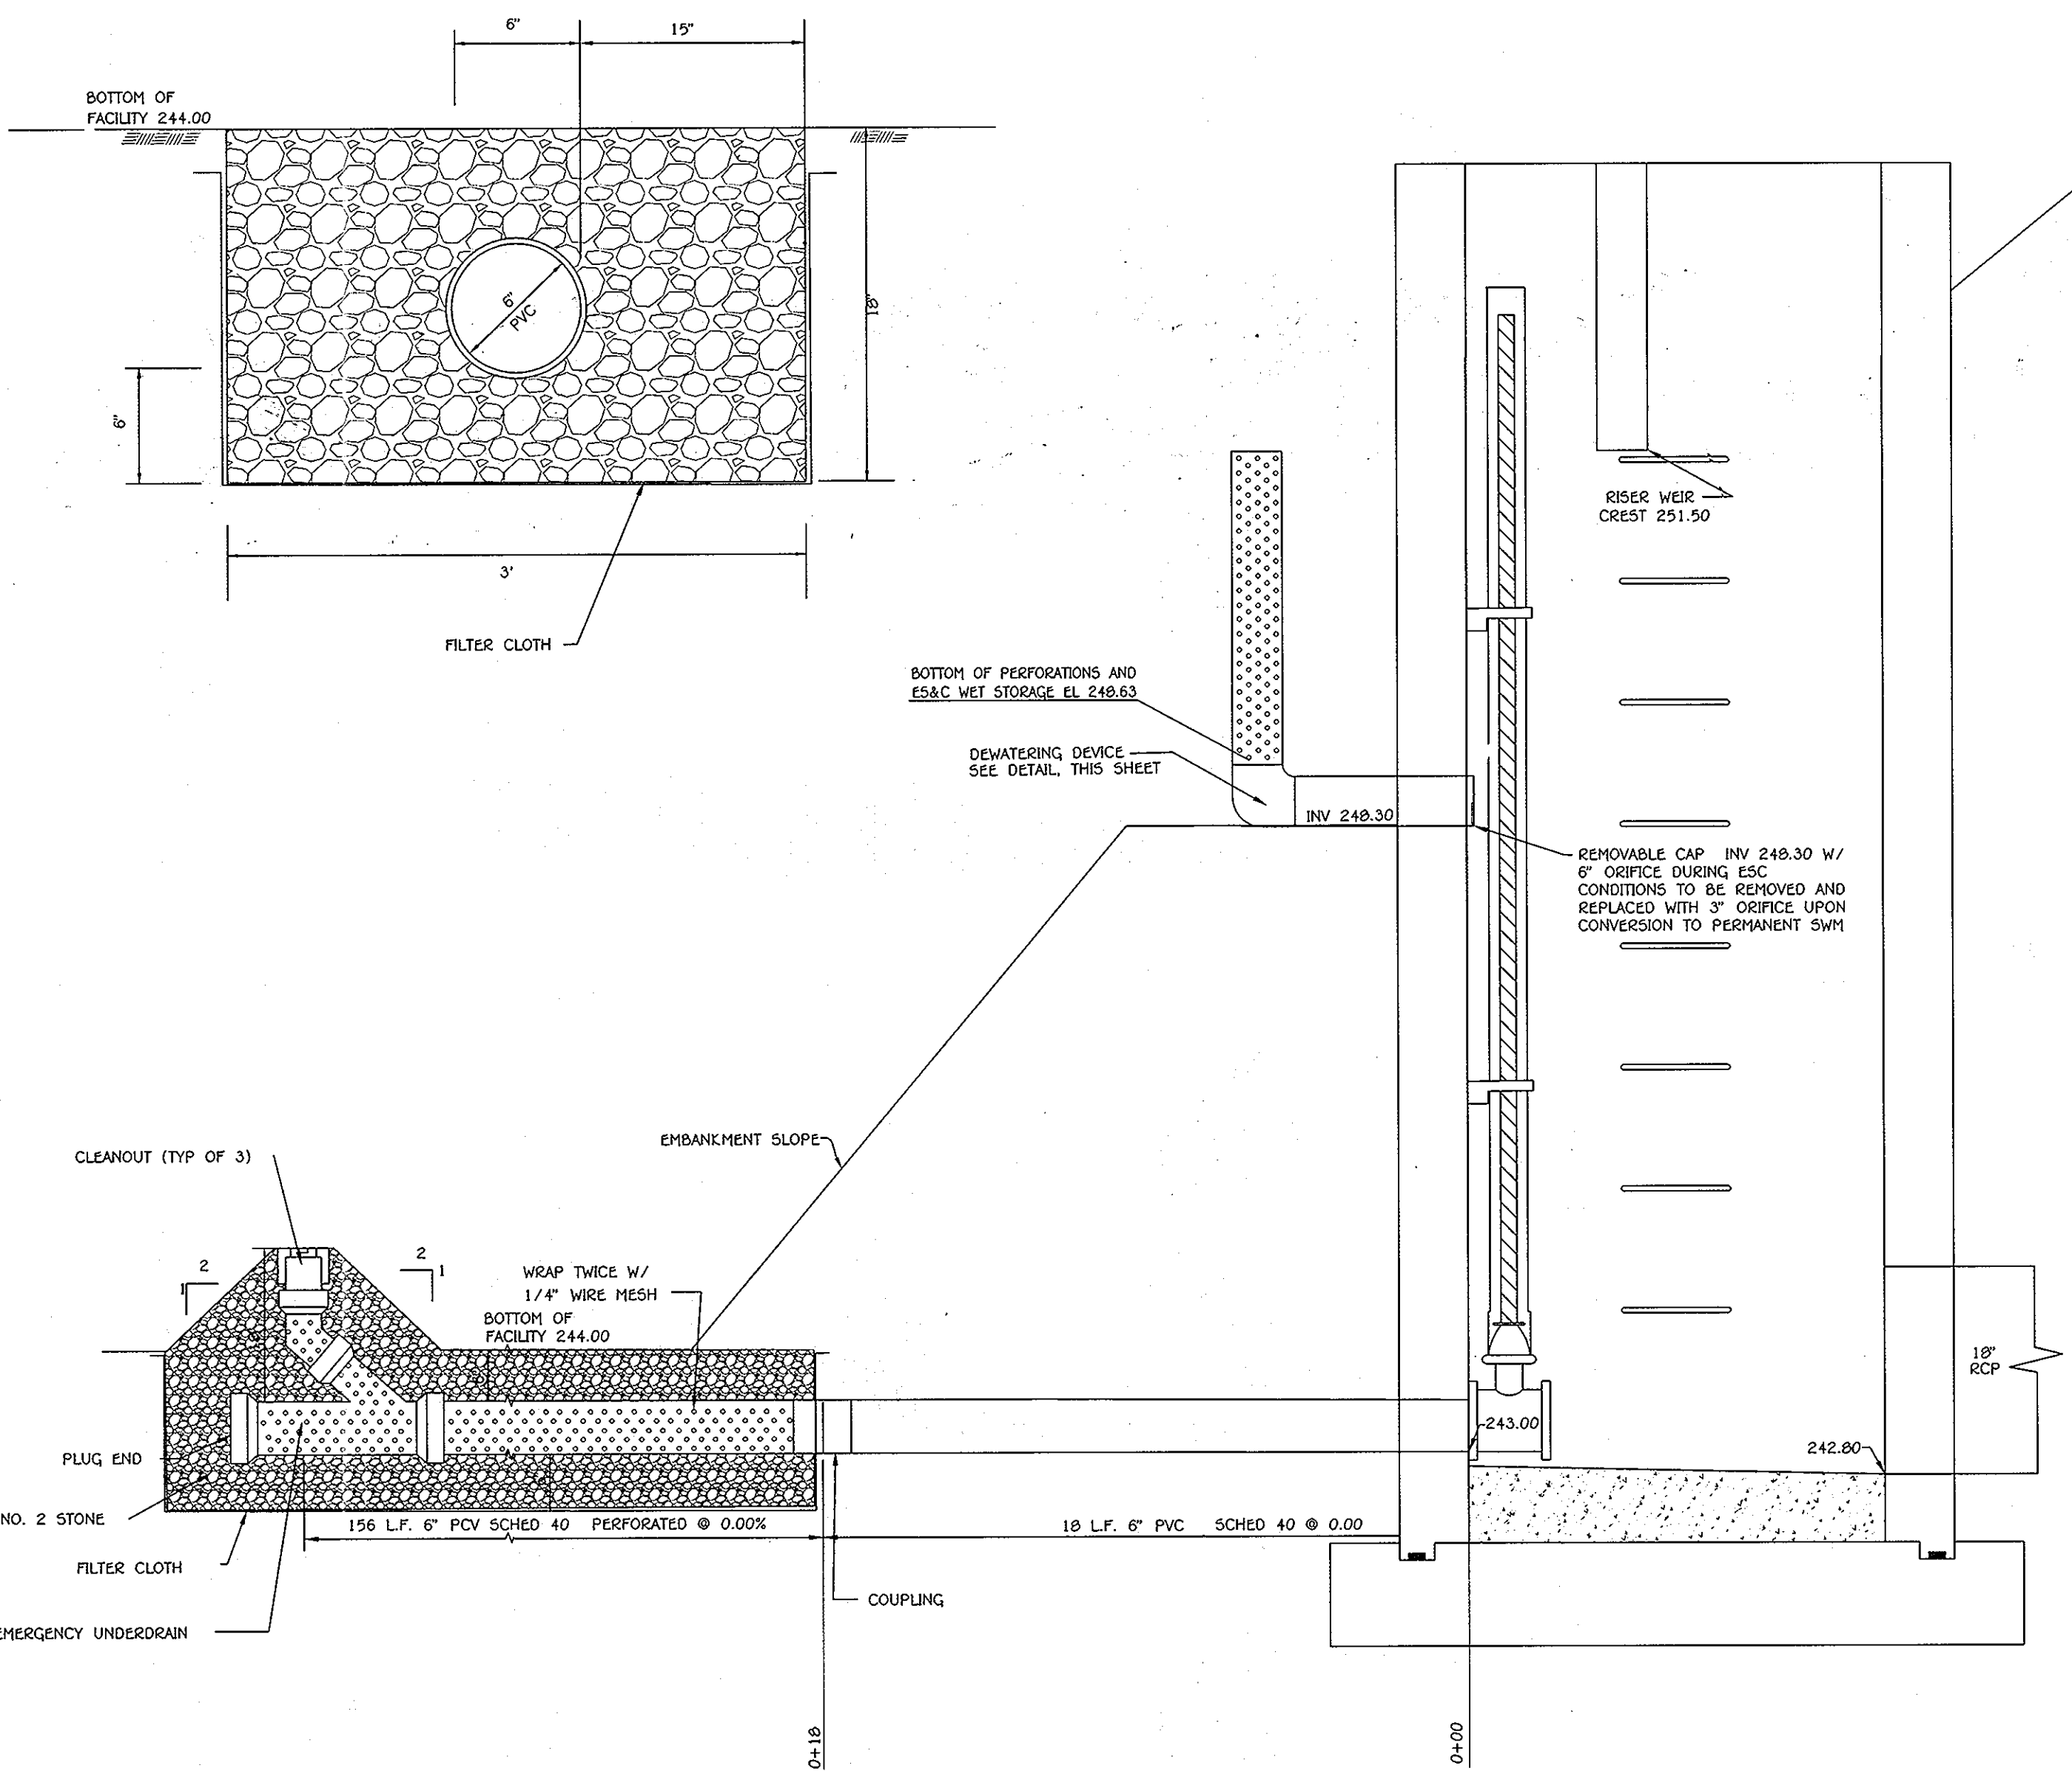 6"
15"
BOTTOM OF
FACILITY 244.00
6"
PVC
18"
6"
3'
FILTER CLOTH
RISER WEIR
CREST 251.50
BOTTOM OF PERFORATIONS AND
ES&C WET STORAGE EL 248.63
DEWATERING DEVICE
SEE DETAIL, THIS SHEET
INV 248.30
REMOVABLE CAP INV 248.30 W/
6" ORIFICE DURING ESC
CONDITIONS TO BE REMOVED AND
REPLACED WITH 3" ORIFICE UPON
CONVERSION TO PERMANENT SWM
EMBANKMENT SLOPE
CLEANOUT (TYP OF 3)
2
1
2
1
WRAP TWICE W/
1/4" WIRE MESH
BOTTOM OF
FACILITY 244.00
18"
RCP
243.00
242.80
PLUG END
NO. 2 STONE
156 L.F. 6" PCV SCHED 40 PERFORATED @ 0.00%
18 L.F. 6" PVC SCHED 40 @ 0.00
FILTER CLOTH
COUPLING
EMERGENCY UNDERDRAIN
0+18
0+00